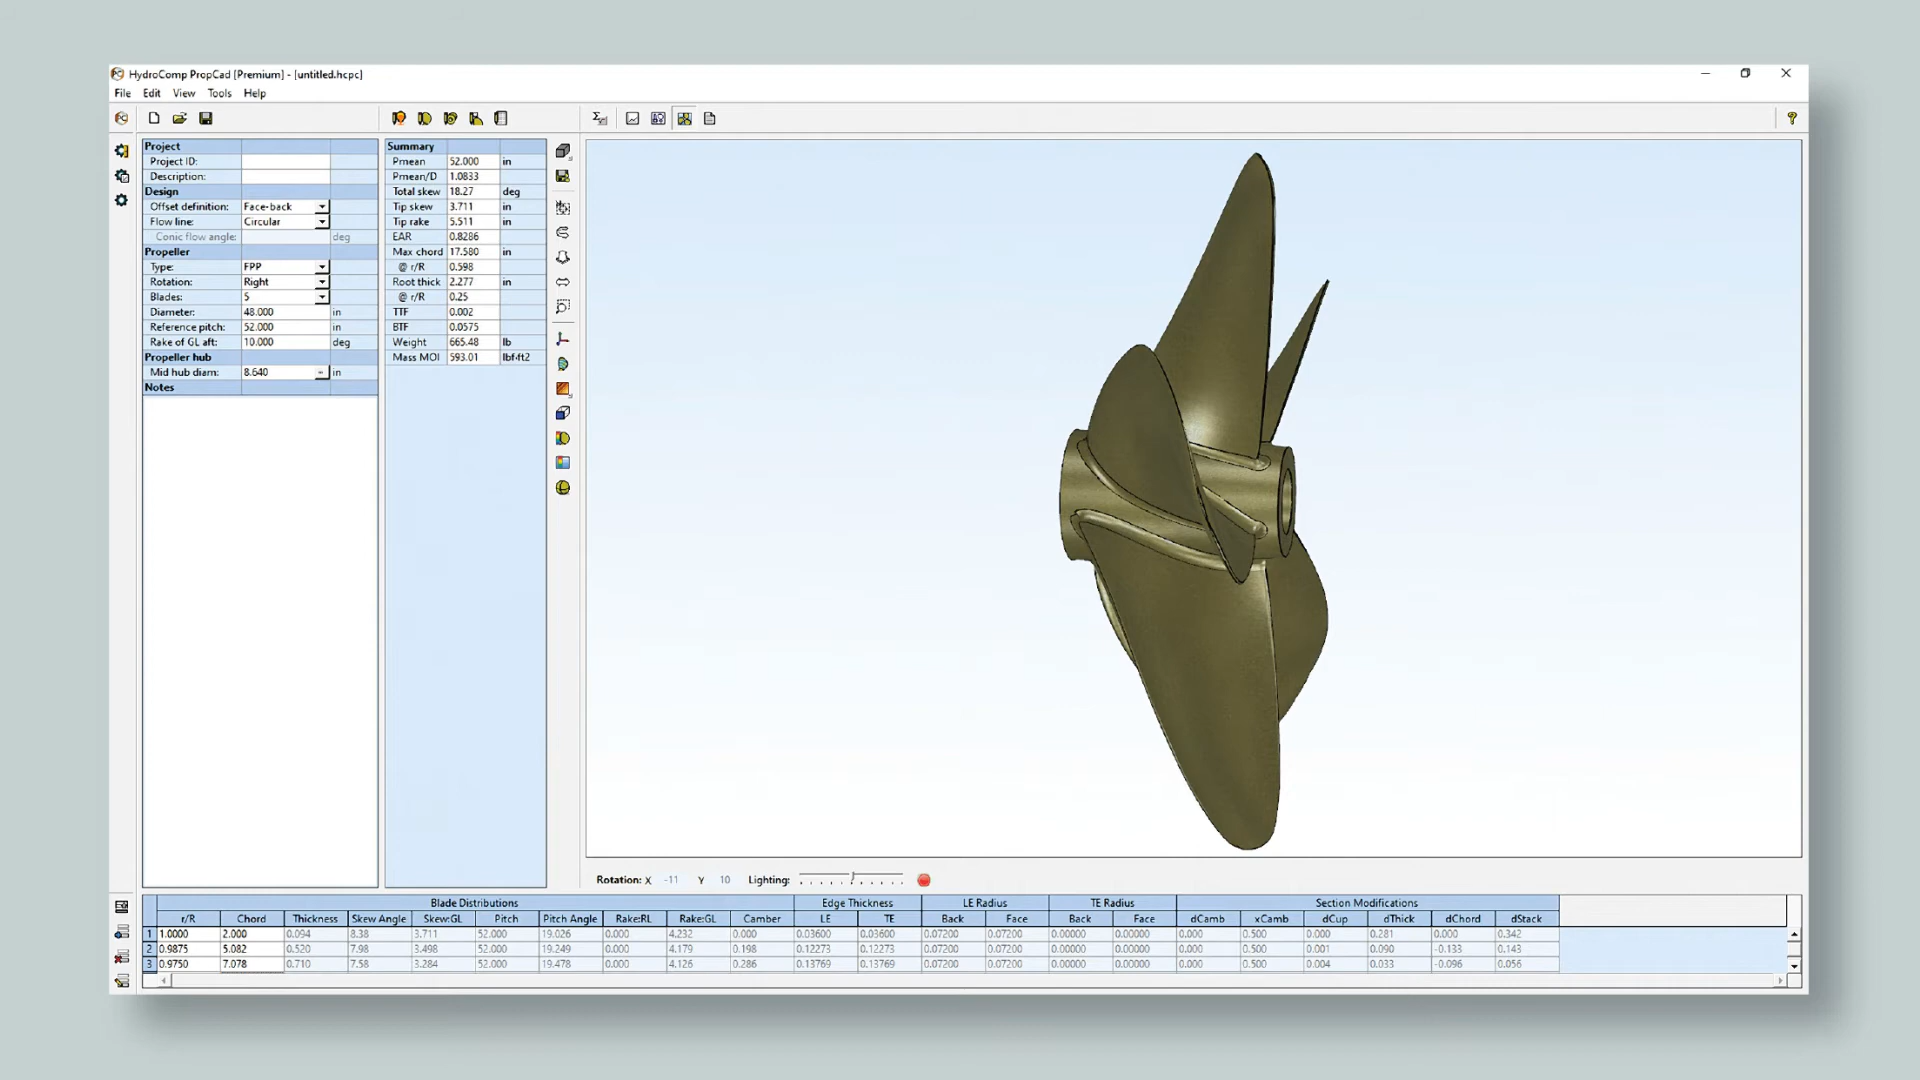 HydroComp PropCad [Premium] - [untitled.hcpc]
File Edit View Tools Help
Project
Project ID:
Description:
Design
Offset definition: Face-back
Flow line: Circular
Conic flow angle: deg
Propeller
Type: FPP
Rotation: Right
Blades: 5
Diameter: 48.000 in
Reference pitch: 52.000 in
Rake of GL aft: 10.000 deg
Propeller hub
Mid hub diam: 8.640 in
Notes
Summary
Pmean 52.000 in
Pmean/D 1.0833
Total skew 18.27 deg
Tip skew 3.711 in
Tip rake 5.511 in
EAR 0.8286
Max chord 17.580 in
@ r/R 0.598
Root thick 2.277 in
@ r/R 0.25
TTF 0.002
BTF 0.0575
Weight 665.48 lb
Mass MOI 593.01 lbf-ft2
Rotation: X -11 Y 10 Lighting:
Blade Distributions Edge Thickness LE Radius TE Radius Section Modifications
r/R Chord Thickness Skew Angle Skew:GL Pitch Pitch Angle Rake:RL Rake:GL Camber LE TE Back Face Back Face dCamb xCamb dCup dThick dChord dStack
1 1.0000 2.000 0.094 8.38 3.711 52.000 19.026 0.000 4.232 0.000 0.03600 0.03600 0.07200 0.07200 0.00000 0.00000 0.000 0.500 0.000 0.281 0.000 0.342
2 0.9875 5.082 0.520 7.98 3.498 52.000 19.249 0.000 4.179 0.198 0.12273 0.12273 0.07200 0.07200 0.00000 0.00000 0.000 0.500 0.001 0.090 -0.133 0.143
3 0.9750 7.078 0.710 7.58 3.284 52.000 19.478 0.000 4.126 0.286 0.13769 0.13769 0.07200 0.07200 0.00000 0.00000 0.000 0.500 0.004 0.033 -0.096 0.056